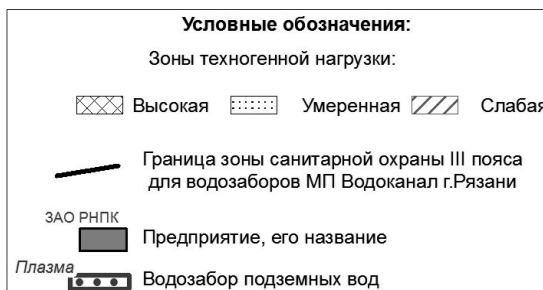 Условные обозначения:
Зоны техногенной нагрузки:
Высокая Умеренная Слабая
Граница зоны санитарной охраны III пояса
для водозаборов МП Водоканал г.Рязани
ЗАО РНПК
Предприятие, его название
Плазма
Водозабор подземных вод